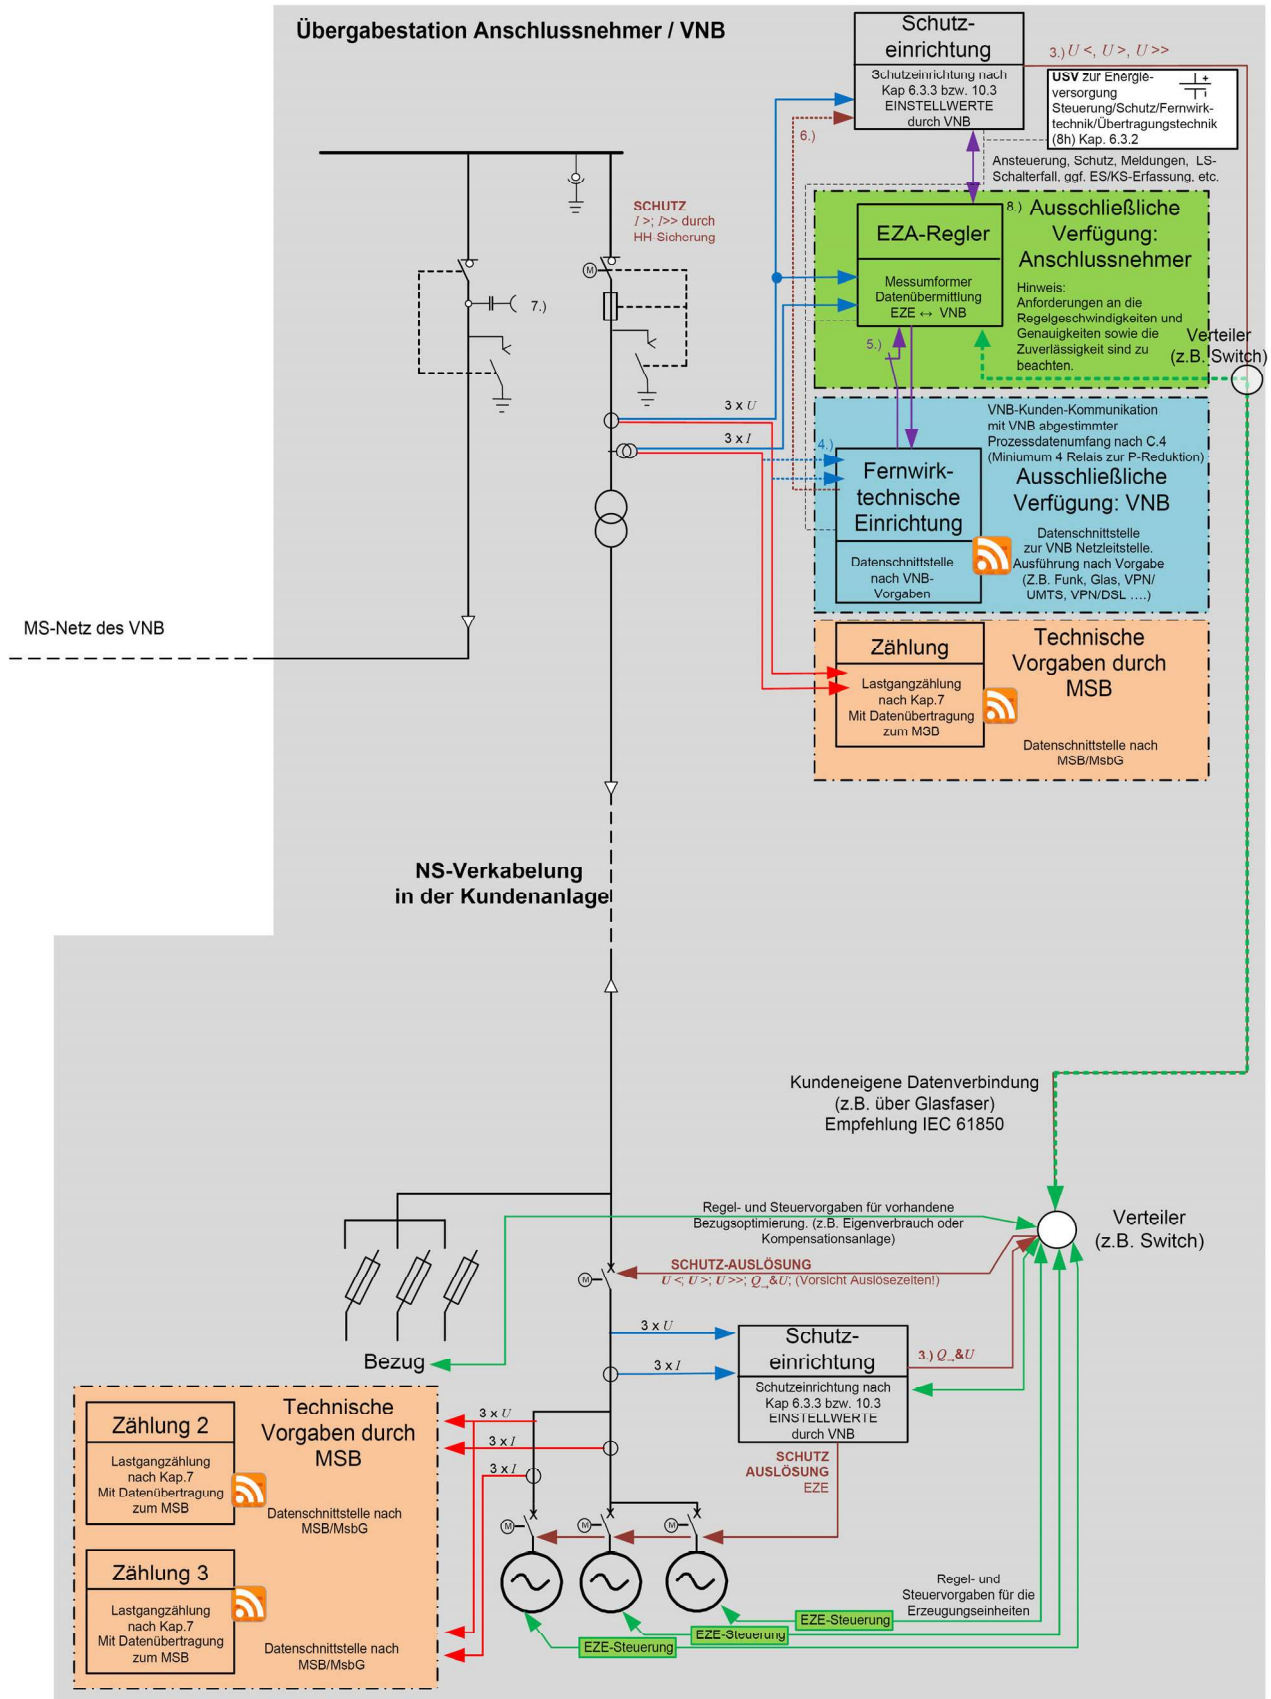 Übergabestation Anschlussnehmer / VNB
Schutz-
einrichtung
Schutzeinrichtung nach
Kap 6.3.3 bzw. 10.3
EINSTELLWERTE
durch VNB
3.) U <, U >, U >>
USV zur Energie-
versorgung
Steuerung/Schutz/Fernwirk-
technik/Übertragungstechnik
(8h) Kap. 6.3.2
6.)
Ansteuerung, Schutz, Meldungen, LS-
Schalterfall, ggf. ES/KS-Erfassung, etc.
SCHUTZ
I >; I >> durch
HH-Sicherung
M
7.)
EZA-Regler
Messumformer
Datenübermittlung
EZE ↔ VNB
8.)
Ausschließliche
Verfügung:
Anschlussnehmer
Hinweis:
Anforderungen an die
Regelgeschwindigkeiten und
Genauigkeiten sowie die
Zuverlässigkeit sind zu
beachten.
5.)
Verteiler
(z.B. Switch)
3 x U
3 x I
4.)
VNB-Kunden-Kommunikation
mit VNB abgestimmter
Prozessdatenumfang nach C.4
(Miniumum 4 Relais zur P-Reduktion)
Fernwirk-
technische
Einrichtung
Datenschnittstelle
nach VNB-
Vorgaben
Ausschließliche
Verfügung: VNB
Datenschnittstelle
zur VNB Netzleitstelle.
Ausführung nach Vorgabe
(Z.B. Funk, Glas, VPN/
UMTS, VPN/DSL ....)
MS-Netz des VNB
Zählung
Lastgangzählung
nach Kap.7
Mit Datenübertragung
zum MSB
Technische
Vorgaben durch
MSB
Datenschnittstelle nach
MSB/MsbG
NS-Verkabelung
in der Kundenanlage
Kundeneigene Datenverbindung
(z.B. über Glasfaser)
Empfehlung IEC 61850
Regel- und Steuervorgaben für vorhandene
Bezugsoptimierung. (z.B. Eigenverbrauch oder
Kompensationsanlage)
Verteiler
(z.B. Switch)
SCHUTZ-AUSLÖSUNG
U <; U >; U >>; Q→&U; (Vorsicht Auslösezeiten!)
M
3 x U
3 x I
Bezug
Schutz-
einrichtung
Schutzeinrichtung nach
Kap 6.3.3 bzw. 10.3
EINSTELLWERTE
durch VNB
3.) Q→&U
Zählung 2
Lastgangzählung
nach Kap.7
Mit Datenübertragung
zum MSB
Technische
Vorgaben durch
MSB
Datenschnittstelle nach
MSB/MsbG
3 x U
3 x I
3 x I
SCHUTZ
AUSLÖSUNG
EZE
M
M
M
Zählung 3
Lastgangzählung
nach Kap.7
Mit Datenübertragung
zum MSB
Datenschnittstelle nach
MSB/MsbG
Regel- und
Steuervorgaben für die
Erzeugungseinheiten
EZE-Steuerung
EZE-Steuerung
EZE-Steuerung